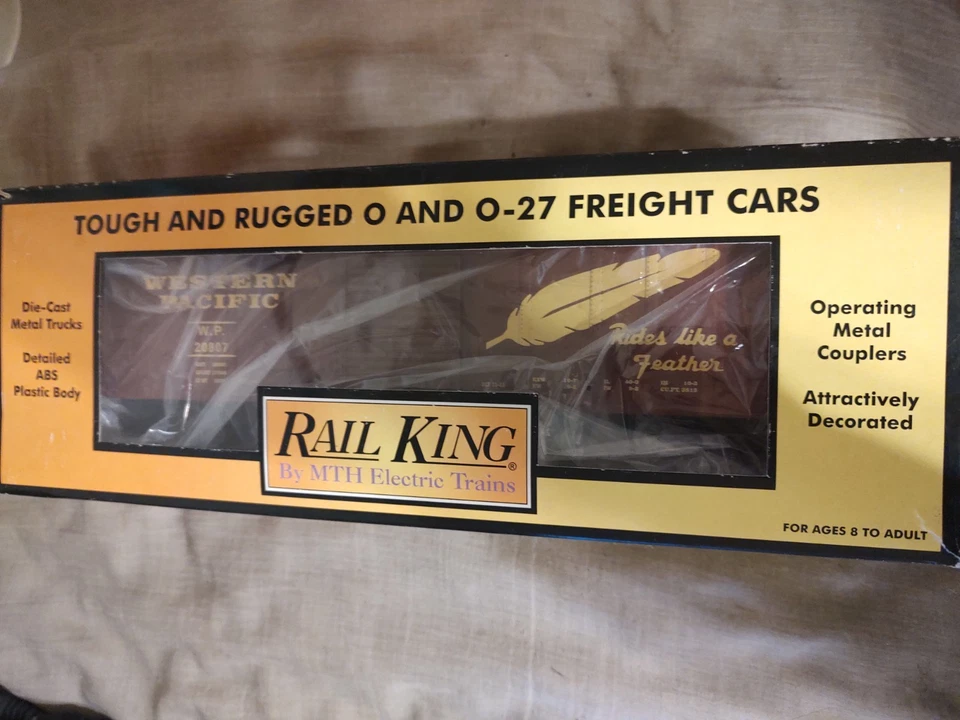 TOUGH AND RUGGED O AND O-27 FREIGHT CARS
Die-Cast
Metal Trucks
Detailed
ABS
Plastic Body
WESTERN
PACIFIC
W.P.
20807
Rides like a
Feather
Operating
Metal
Couplers
Attractively
Decorated
RAIL KING®
By MTH Electric Trains
FOR AGES 8 TO ADULT